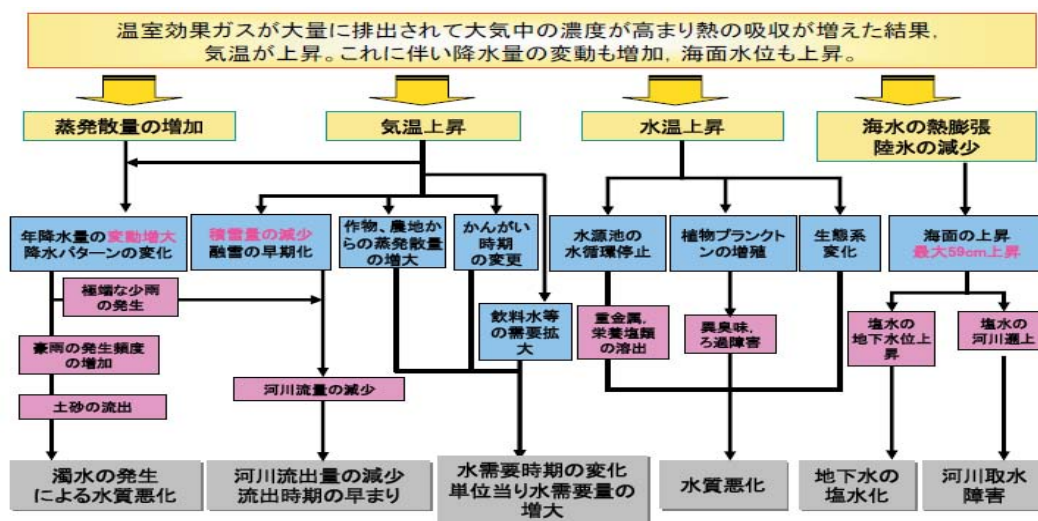 温室効果ガスが大量に排出されて大気中の濃度が高まり熱の吸収が増えた結果,
気温が上昇。これに�い降水量の変動も増加, 海面水位も上昇。
蒸発散量の増加
気温上昇
水温上昇
海水の熱膨張
陸氷の減少
年降水量の変動増大
降水パターンの変化
積雪量の減少
融雪の早期化
作物、農地か
らの蒸発散量
の増大
かんがい
時期
の変更
水源池の
水循環停止
植物プランクト
ンの増殖
生態系
変化
海面の上昇
最大59cm上昇
極端な少雨
の発生
飲料水等
の需要拡
大
重金属,
栄養塩類
の溶出
異臭味,
ろ過障害
塩水の
地下水位上
昇
塩水の
河川遡上
豪雨の発生頻度
の増加
河川流量の減少
土砂の流出
濁水の発生
による水質悪化
河川流出量の減少
流出時期の早まり
水需要時期の変化
単位当り水需要量の
増大
水質悪化
地下水の
塩水化
河川取水
障害